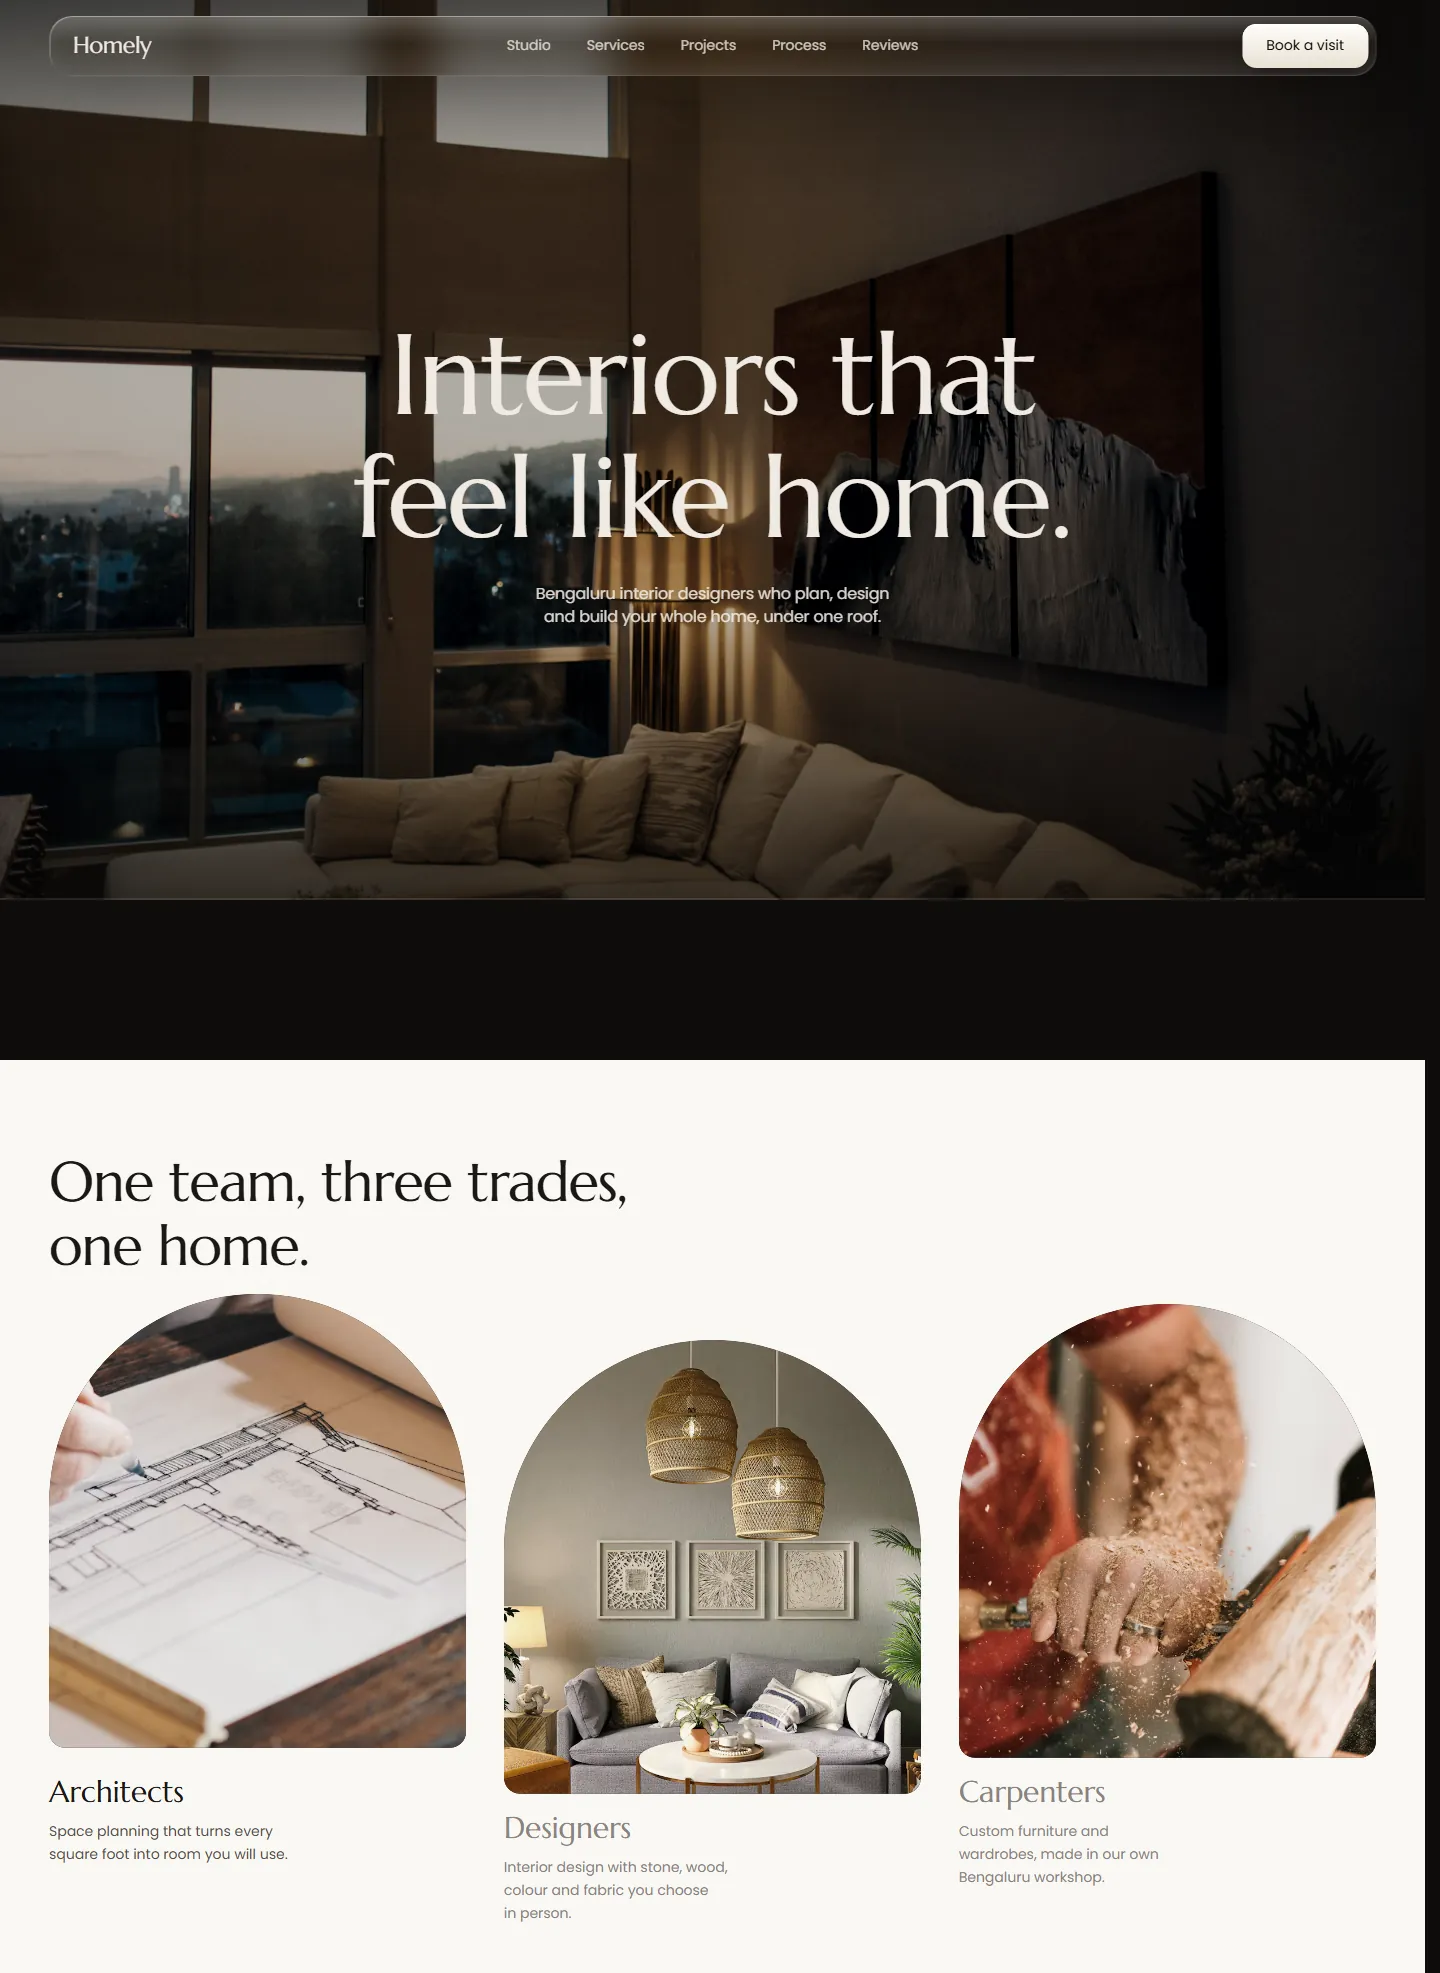 Homely
Studio
Services
Projects
Process
Reviews
Book a visit
Interiors that
feel like home.
Bengaluru interior designers who plan, design
and build your whole home, under one roof.
One team, three trades,
one home.
Architects
Space planning that turns every
square foot into room you will use.
Designers
Interior design with stone, wood,
colour and fabric you choose
in person.
Carpenters
Custom furniture and
wardrobes, made in our own
Bengaluru workshop.